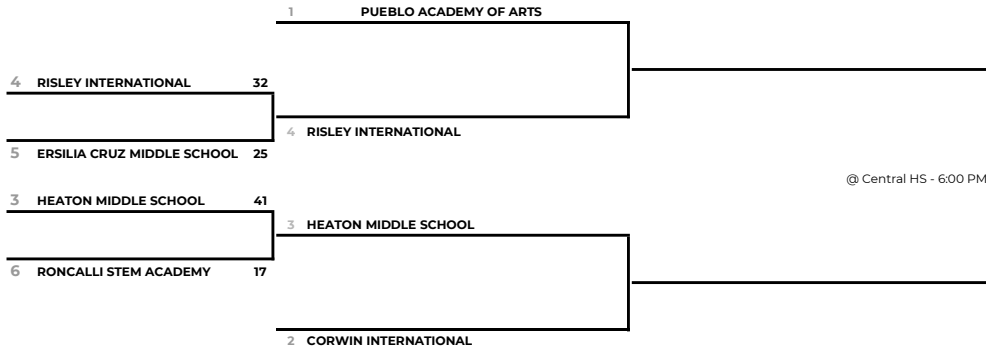 1 PUEBLO ACADEMY OF ARTS
4 RISLEY INTERNATIONAL 32
4 RISLEY INTERNATIONAL
5 ERSILIA CRUZ MIDDLE SCHOOL 25
@ Central HS - 6:00 PM
3 HEATON MIDDLE SCHOOL 41
3 HEATON MIDDLE SCHOOL
6 RONCALLI STEM ACADEMY 17
2 CORWIN INTERNATIONAL